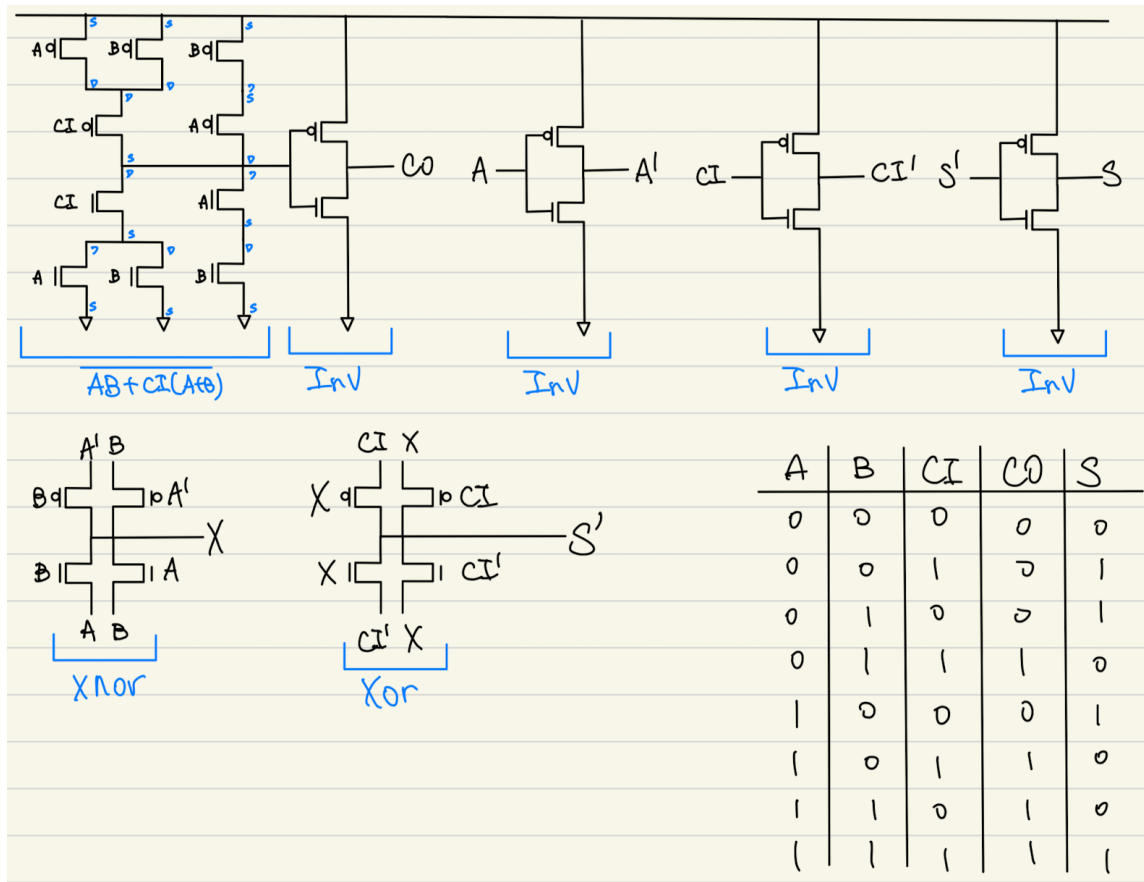 S S S
A B B
D D D S
CI A
S D D
CI A
S S D
D D
A B B
S S S
CO A A' CI CI' S' S
AB+CI(A+B) Inv Inv Inv Inv
A' B
B A'
X
B A
A B
Xnor
CI X
X CI
S'
X CI'
CI' X
Xor
A B CI CO S
0 0 0 0 0
0 0 1 0 1
0 1 0 0 1
0 1 1 1 0
1 0 0 0 1
1 0 1 1 0
1 1 0 1 0
1 1 1 1 1